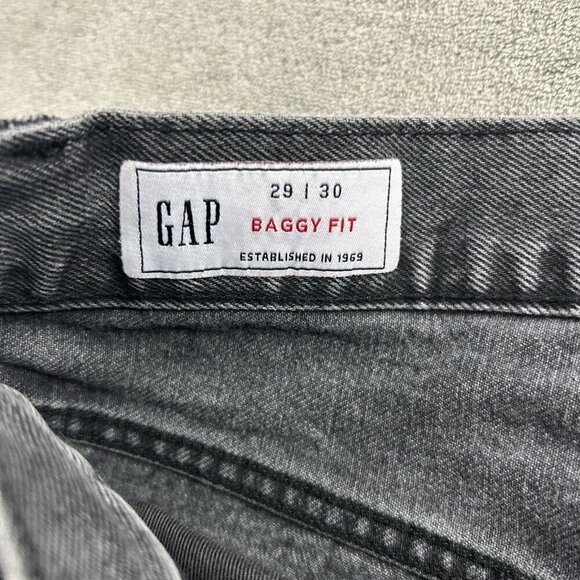 GAP
29 | 30
BAGGY FIT
ESTABLISHED IN 1969